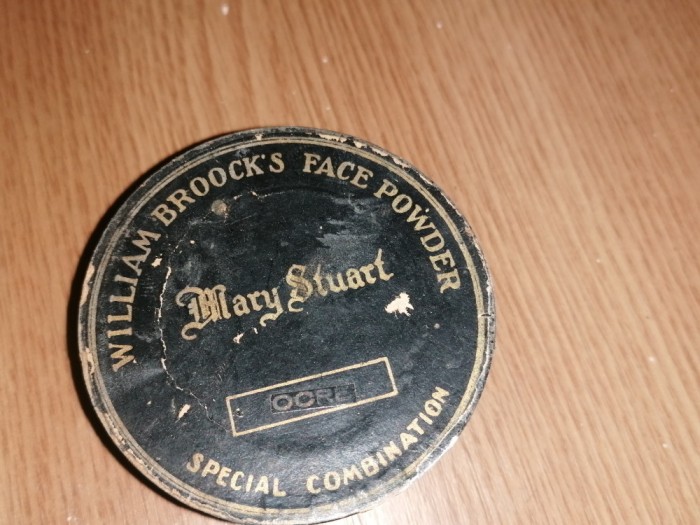 WILLIAM BROOCK'S FACE POWDER
Mary Stuart
OCRE
SPECIAL COMBINATION